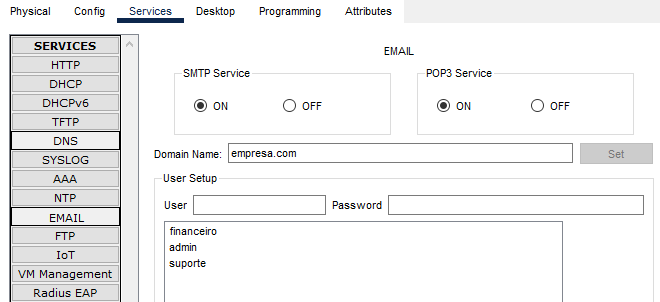 Physical Config Services Desktop Programming Attributes
SERVICES
HTTP
DHCP
DHCPv6
TFTP
DNS
SYSLOG
AAA
NTP
EMAIL
FTP
IoT
VM Management
Radius EAP
EMAIL
SMTP Service
ON OFF
POP3 Service
ON OFF
Domain Name: empresa.com Set
User Setup
User Password
financeiro
admin
suporte